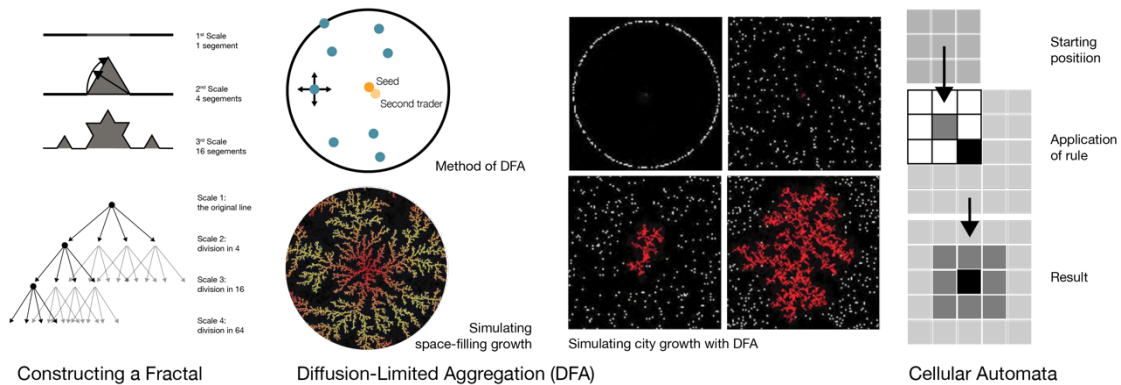 1st Scale
1 segement
2nd Scale
4 segements
3rd Scale
16 segements
Scale 1:
the original line
Scale 2:
division in 4
Scale 3:
division in 16
Scale 4:
division in 64
Constructing a Fractal
Seed
Second trader
Method of DFA
Simulating
space-filling growth
Diffusion-Limited Aggregation (DFA)
Simulating city growth with DFA
Starting
positiion
Application
of rule
Result
Cellular Automata